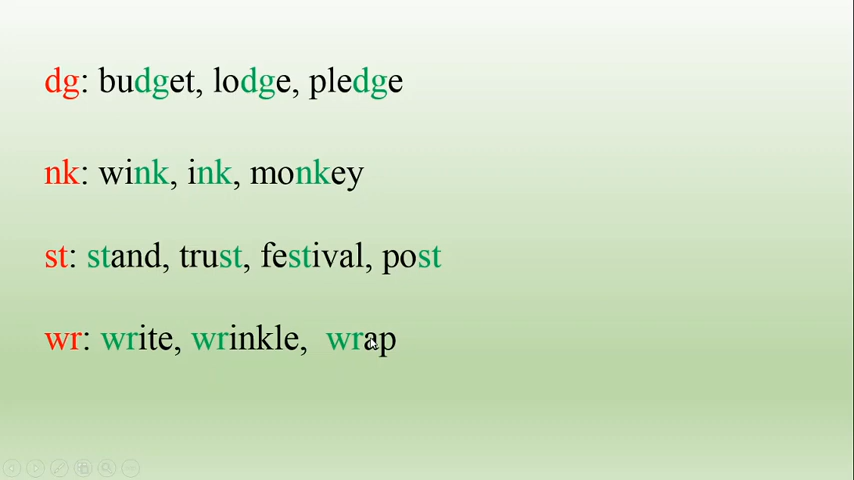 dg: budget, lodge, pledge
nk: wink, ink, monkey
st: stand, trust, festival, post
wr: write, wrinkle, wrap